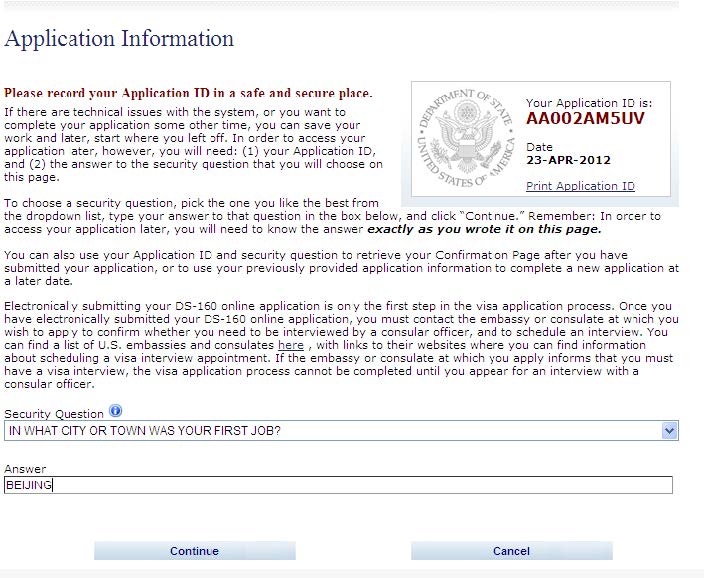 Application Information
Please record your Application ID in a safe and secure place.
If there are technical issues with the system, or you want to
complete your application some other time, you can save your
work and later, start where you left off. In order to access your
application ater, however, you will need: (1) your Application ID,
and (2) the answer to the security question that you will choose on
this page.
DEPARTMENT OF STATE
UNITED STATES OF AMERICA
Your Application ID is:
AA002AM5UV
Date
23-APR-2012
Print Application ID
To choose a security question, pick the one you like the best from
the dropdown list, type your answer to that question in the box below, and click “Continue.” Remember: In order to
access your application later, you will need to know the answer exactly as you wrote it on this page.
You can also use your Application ID and security question to retrieve your Confirmation Page after you have
submitted your application, or to use your previously provided application information to complete a new application at
a later date.
Electronically submitting your DS-160 online application is only the first step in the visa application process. Once you
have electronically submitted your DS-160 online application, you must contact the embassy or consulate at which you
wish to apply to confirm whether you need to be interviewed by a consular officer, and to schedule an interview. You
can find a list of U.S. embassies and consulates here , with links to their websites where you can find information
about scheduling a visa interview appointment. If the embassy or consulate at which you apply informs that you must
have a visa interview, the visa application process cannot be completed until you appear for an interview with a
consular officer.
Security Question
IN WHAT CITY OR TOWN WAS YOUR FIRST JOB?
Answer
BEIJING
Continue
Cancel